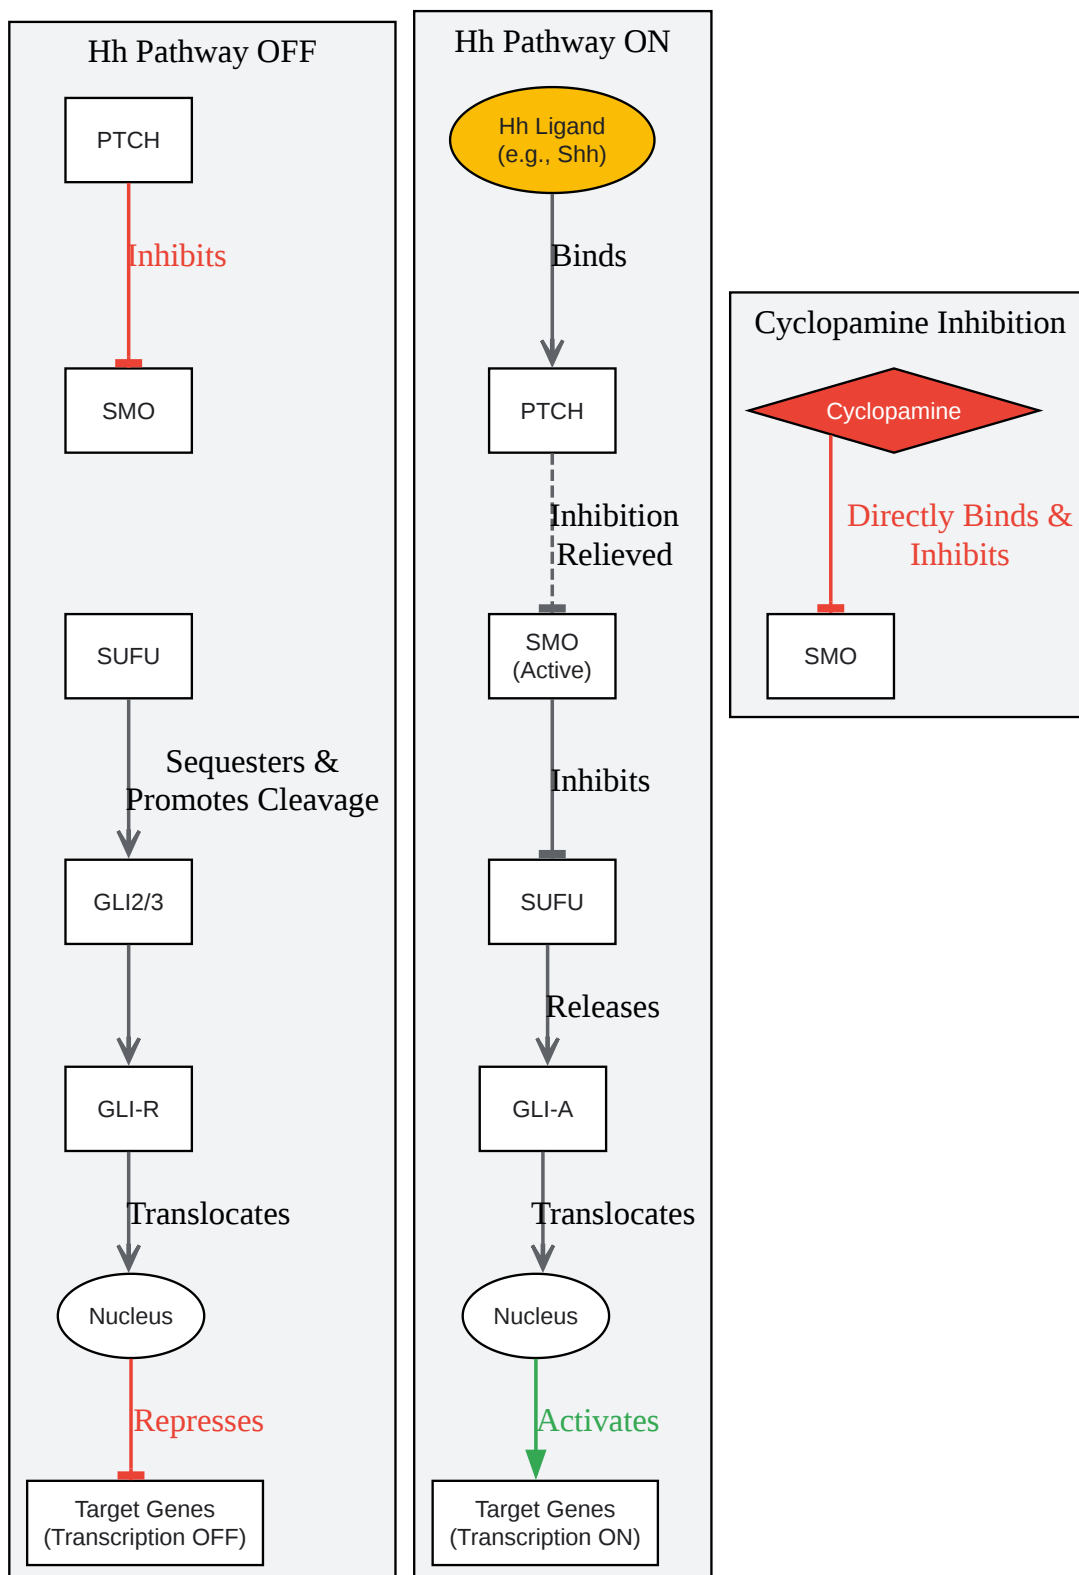 Hh Pathway OFF
PTCH
Inhibits
SMO
SUFU
Sequesters &
Promotes Cleavage
GLI2/3
GLI-R
Translocates
Nucleus
Represses
Target Genes
(Transcription OFF)
Hh Pathway ON
Hh Ligand
(e.g., Shh)
Binds
PTCH
Inhibition
Relieved
SMO
(Active)
Inhibits
SUFU
Releases
GLI-A
Translocates
Nucleus
Activates
Target Genes
(Transcription ON)
Cyclopamine Inhibition
Cyclopamine
Directly Binds &
Inhibits
SMO